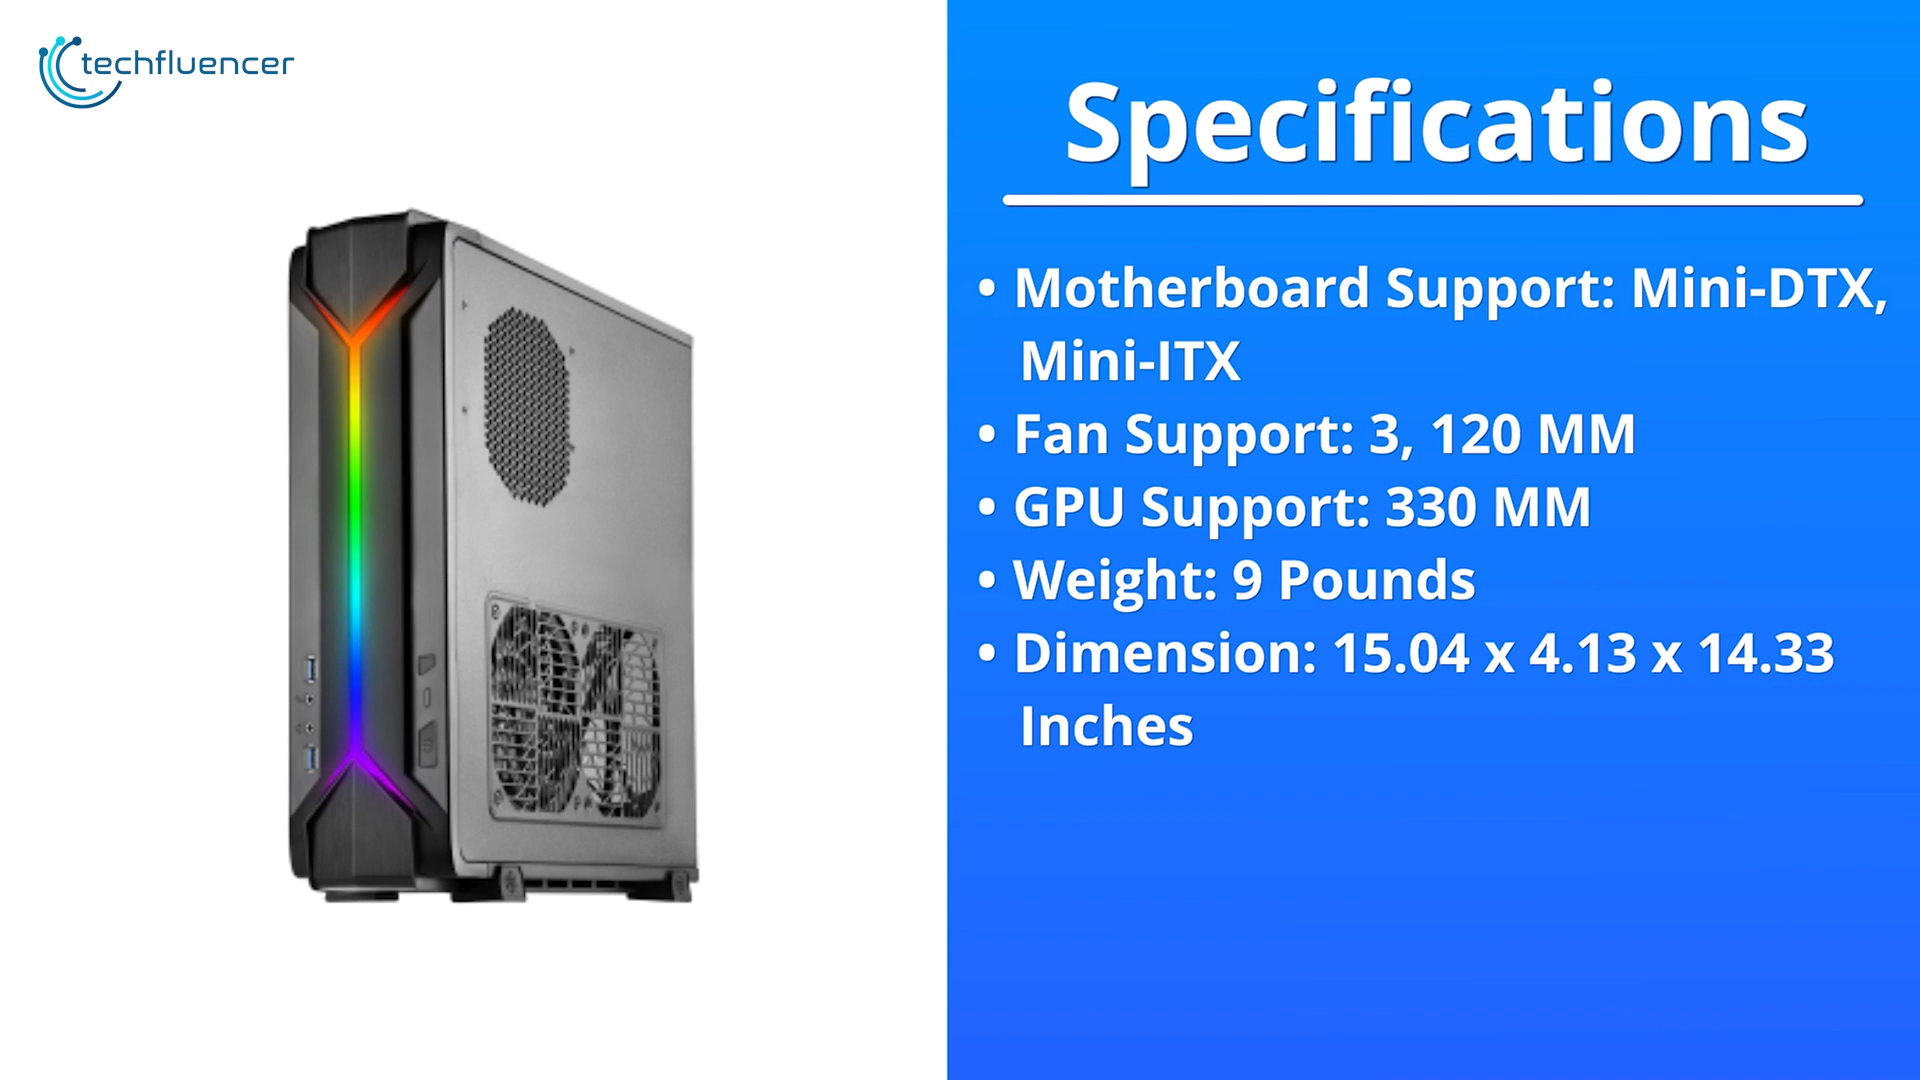 techfluencer
Specifications
• Motherboard Support: Mini-DTX,
Mini-ITX
• Fan Support: 3, 120 MM
• GPU Support: 330 MM
• Weight: 9 Pounds
• Dimension: 15.04 x 4.13 x 14.33
Inches